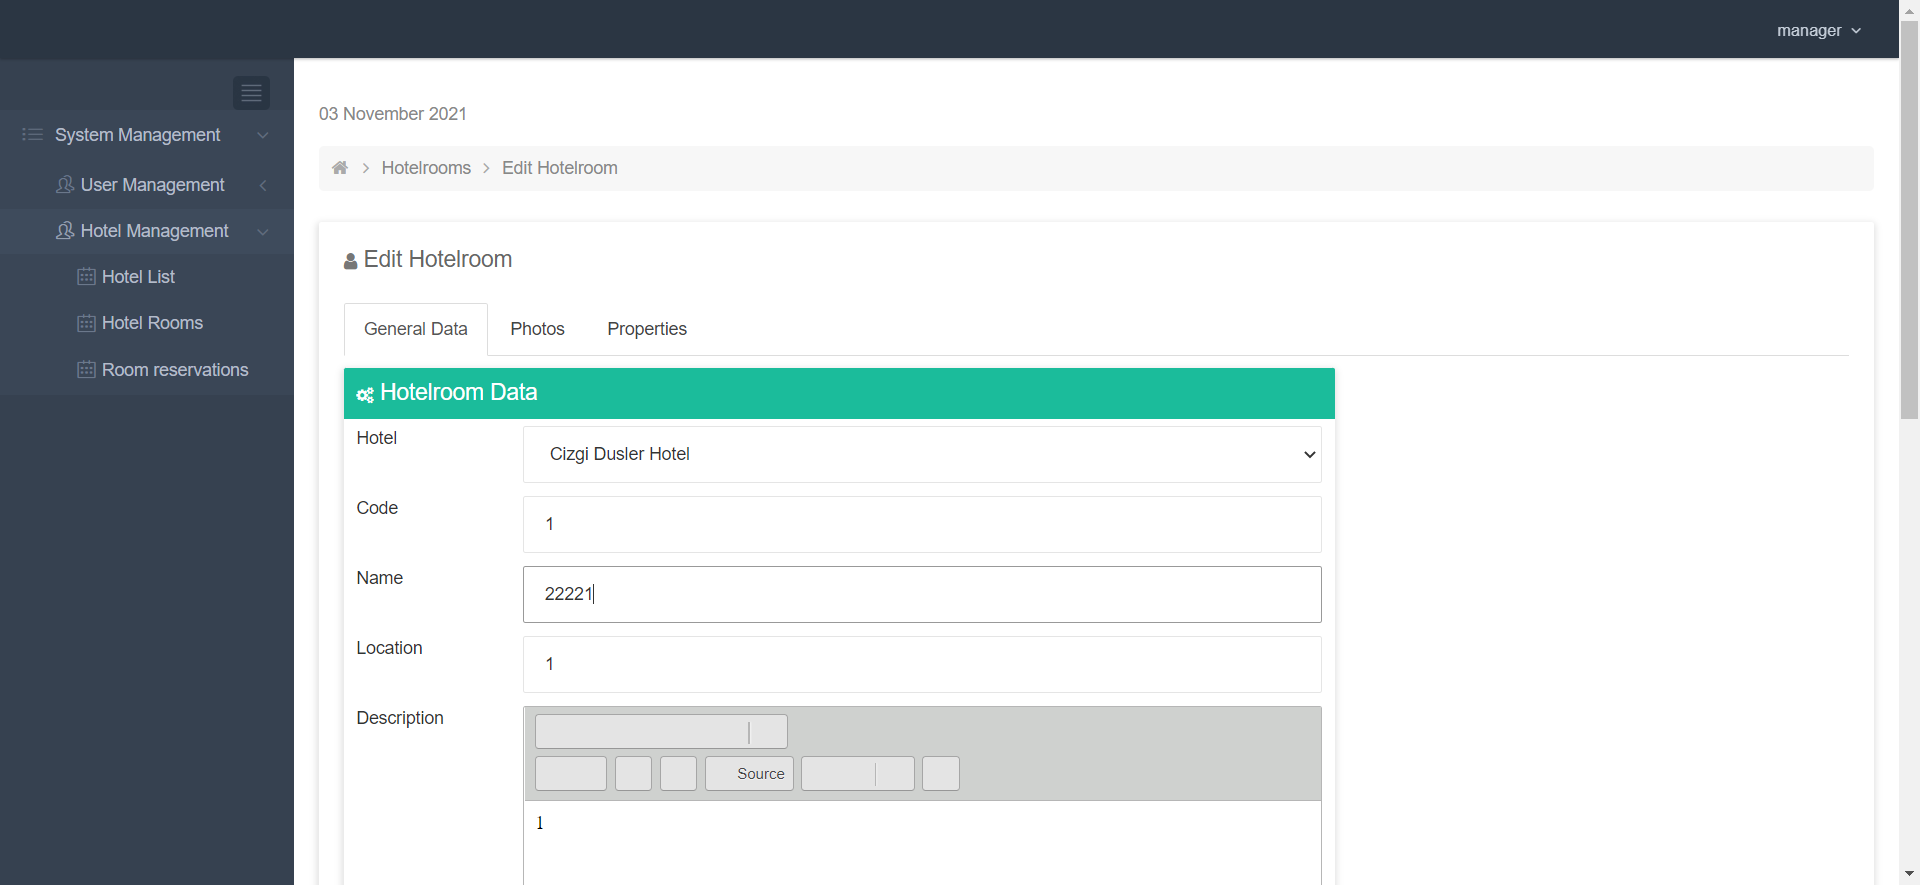 manager
System Management
User Management
Hotel Management
Hotel List
Hotel Rooms
Room reservations
03 November 2021
Hotelrooms > Edit Hotelroom
Edit Hotelroom
General Data Photos Properties
Hotelroom Data
Hotel Cizgi Dusler Hotel
Code 1
Name 22221
Location 1
Description
Source
1